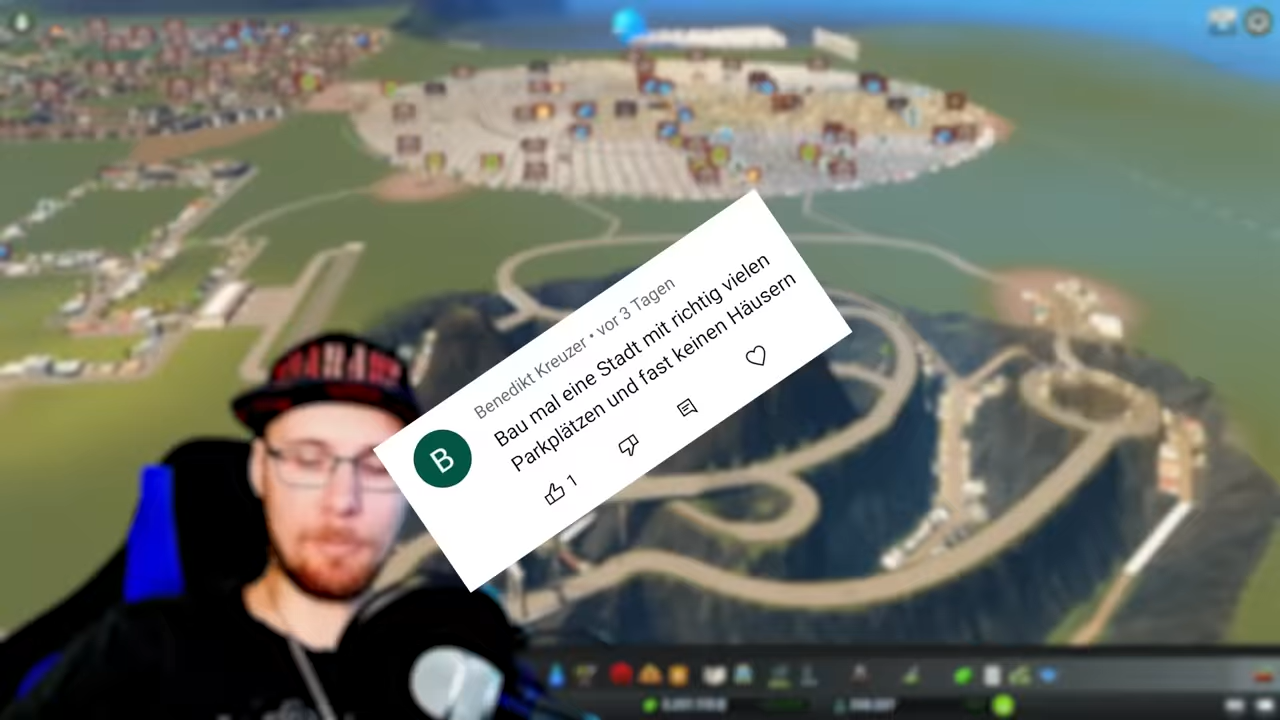 Benedikt Kreuzer • vor 3 Tagen
Bau mal eine Stadt mit richtig vielen
Parkplätzen und fast keinen Häusern
B
1